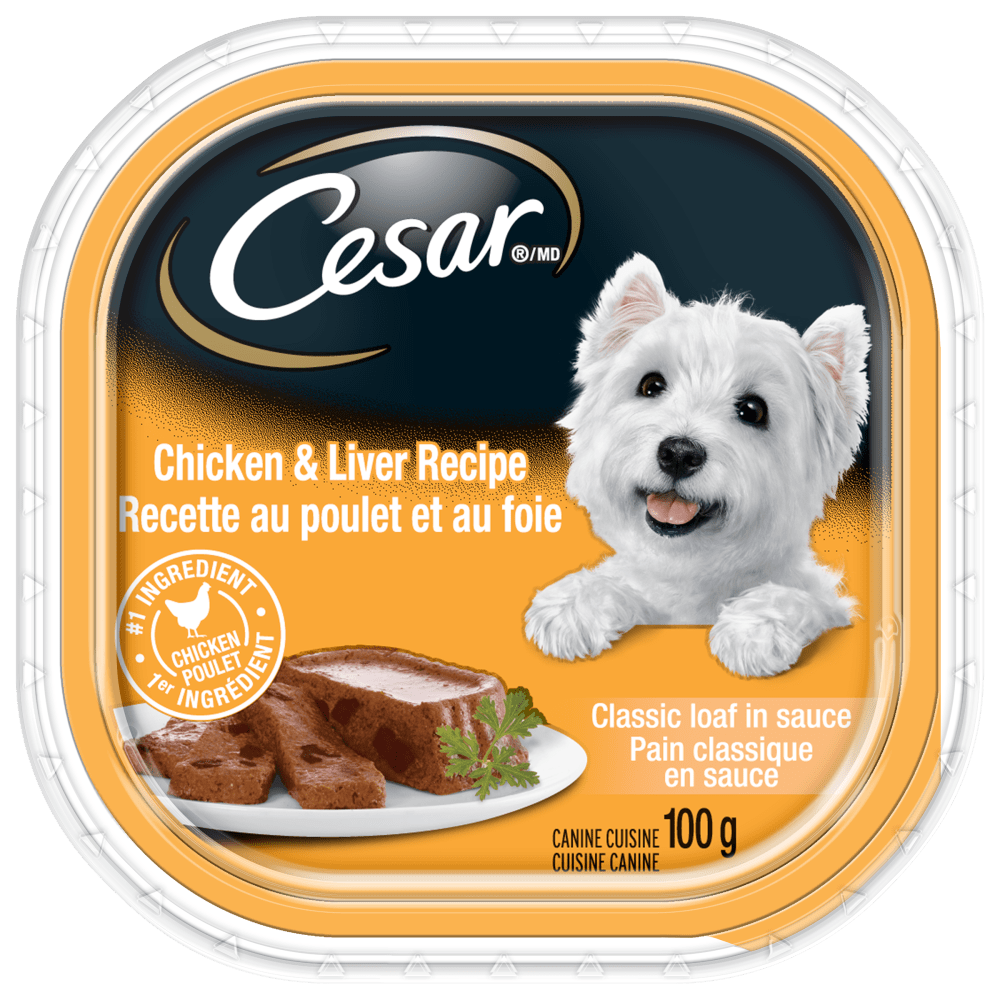 Cesar®/MD
Chicken & Liver Recipe
Recette au poulet et au foie
#1 INGREDIENT
CHICKEN
POULET
1er INGRÉDIENT
Classic loaf in sauce
Pain classique
en sauce
CANINE CUISINE 100 g
CUISINE CANINE